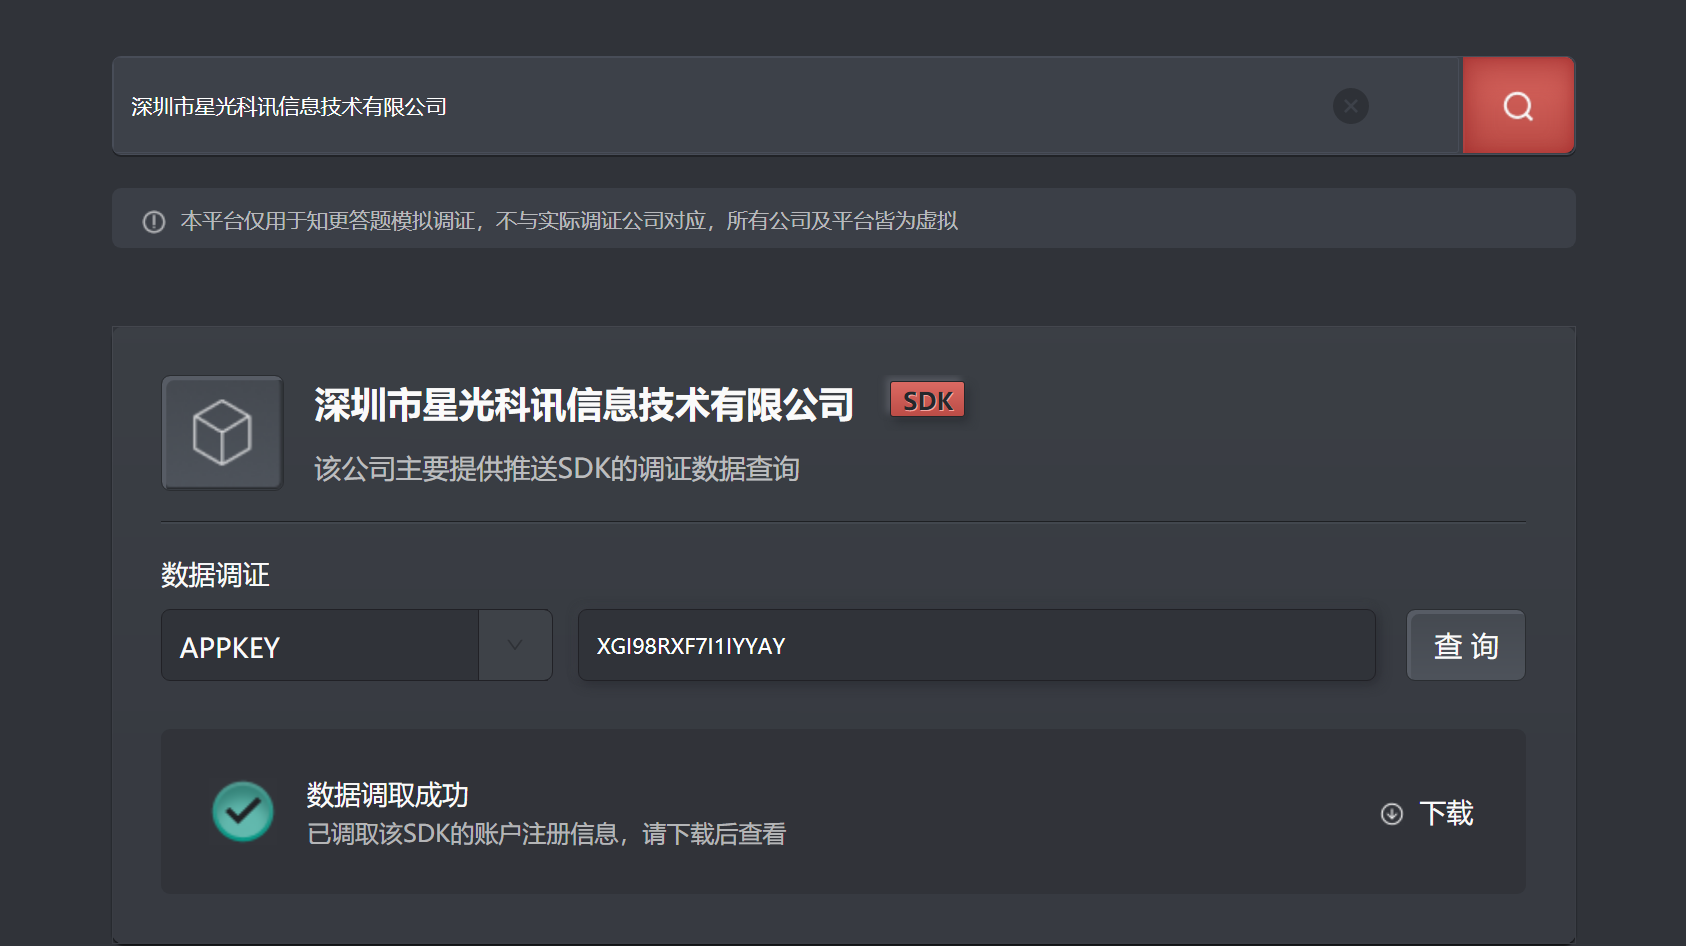 深圳市星光科讯信息技术有限公司
本平台仅用于知更答题模拟调证，不与实际调证公司对应，所有公司及平台皆为虚拟
深圳市星光科讯信息技术有限公司 SDK
该公司主要提供推送SDK的调证数据查询
数据调证
APPKEY XGI98RXF7I1IYYAY 查 询
数据调取成功
已调取该SDK的账户注册信息，请下载后查看
下载